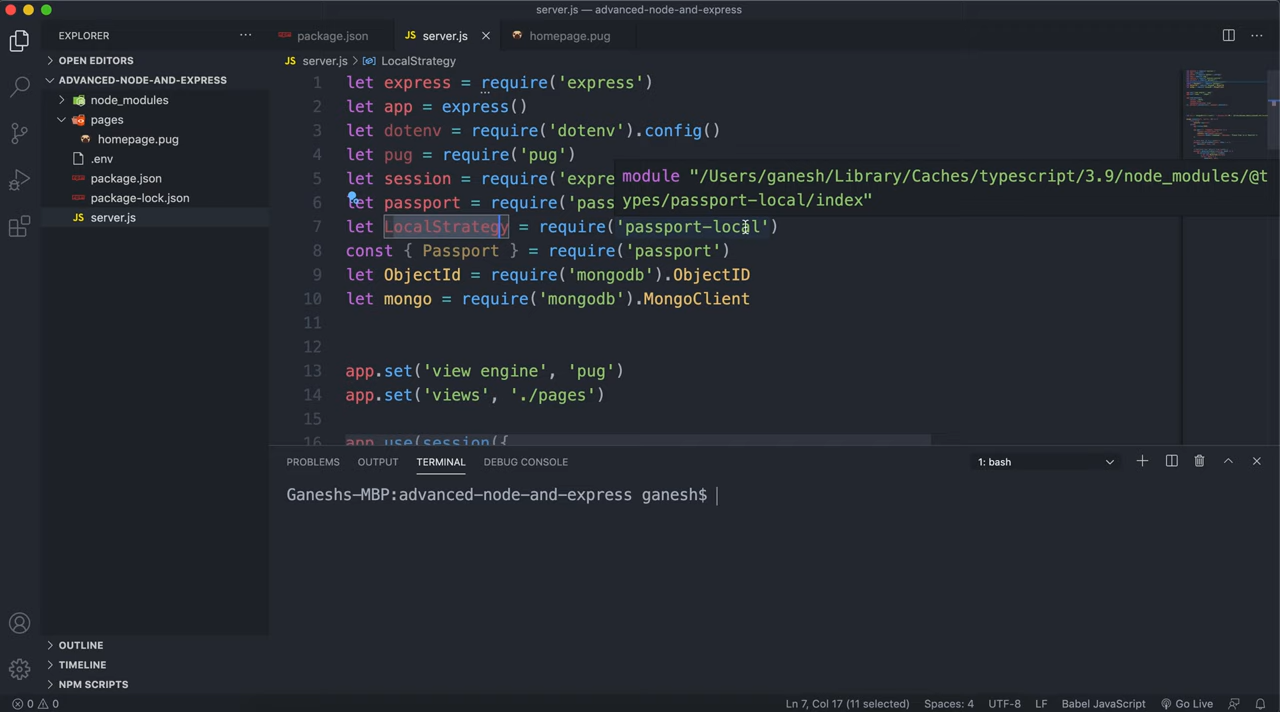 server.js — advanced-node-and-express
EXPLORER
package.json
JS server.js
homepage.pug
OPEN EDITORS
JS server.js > LocalStrategy
ADVANCED-NODE-AND-EXPRESS
node_modules
pages
homepage.pug
.env
package.json
package-lock.json
JS server.js
1 let express = require('express')
2 let app = express()
3 let dotenv = require('dotenv').config()
4 let pug = require('pug')
5 let session = require('expre
6 let passport = require('pass
module "/Users/ganesh/Library/Caches/typescript/3.9/node_modules/@t
ypes/passport-local/index"
7 let LocalStrategy = require('passport-local')
8 const { Passport } = require('passport')
9 let ObjectId = require('mongodb').ObjectID
10 let mongo = require('mongodb').MongoClient
11
12
13 app.set('view engine', 'pug')
14 app.set('views', './pages')
15
16 app.use(session({
PROBLEMS OUTPUT TERMINAL DEBUG CONSOLE
1: bash
Ganeshs-MBP:advanced-node-and-express ganesh$
OUTLINE
TIMELINE
NPM SCRIPTS
0 0
Ln 7, Col 17 (11 selected) Spaces: 4 UTF-8 LF Babel JavaScript Go Live